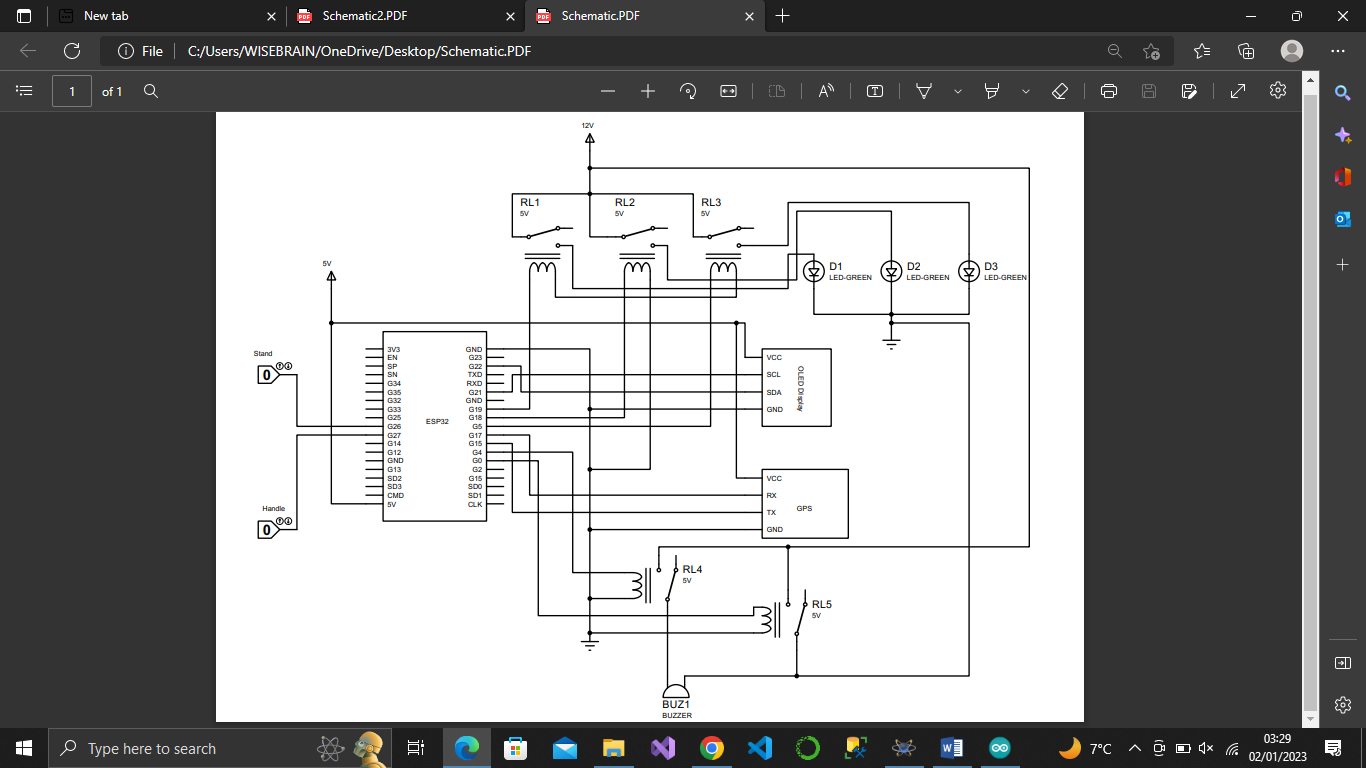 New tab
Schematic2.PDF
Schematic.PDF
File
C:/Users/WISEBRAIN/OneDrive/Desktop/Schematic.PDF
1
of 1
12V
RL1
5V
RL2
5V
RL3
5V
D1
LED-GREEN
D2
LED-GREEN
D3
LED-GREEN
5V
Stand
0
Handle
0
ESP32
3V3
EN
SP
SN
G34
G35
G32
G33
G25
G26
G27
G14
G12
GND
G13
SD2
SD3
CMD
5V
GND
G23
G22
TXD
RXD
G21
GND
G19
G18
G5
G17
G15
G4
G0
G2
G15
SD0
SD1
CLK
VCC
SCL
SDA
GND
OLED Display
VCC
RX
TX
GND
GPS
RL4
5V
RL5
5V
BUZ1
BUZZER
Type here to search
7°C
03:29
02/01/2023